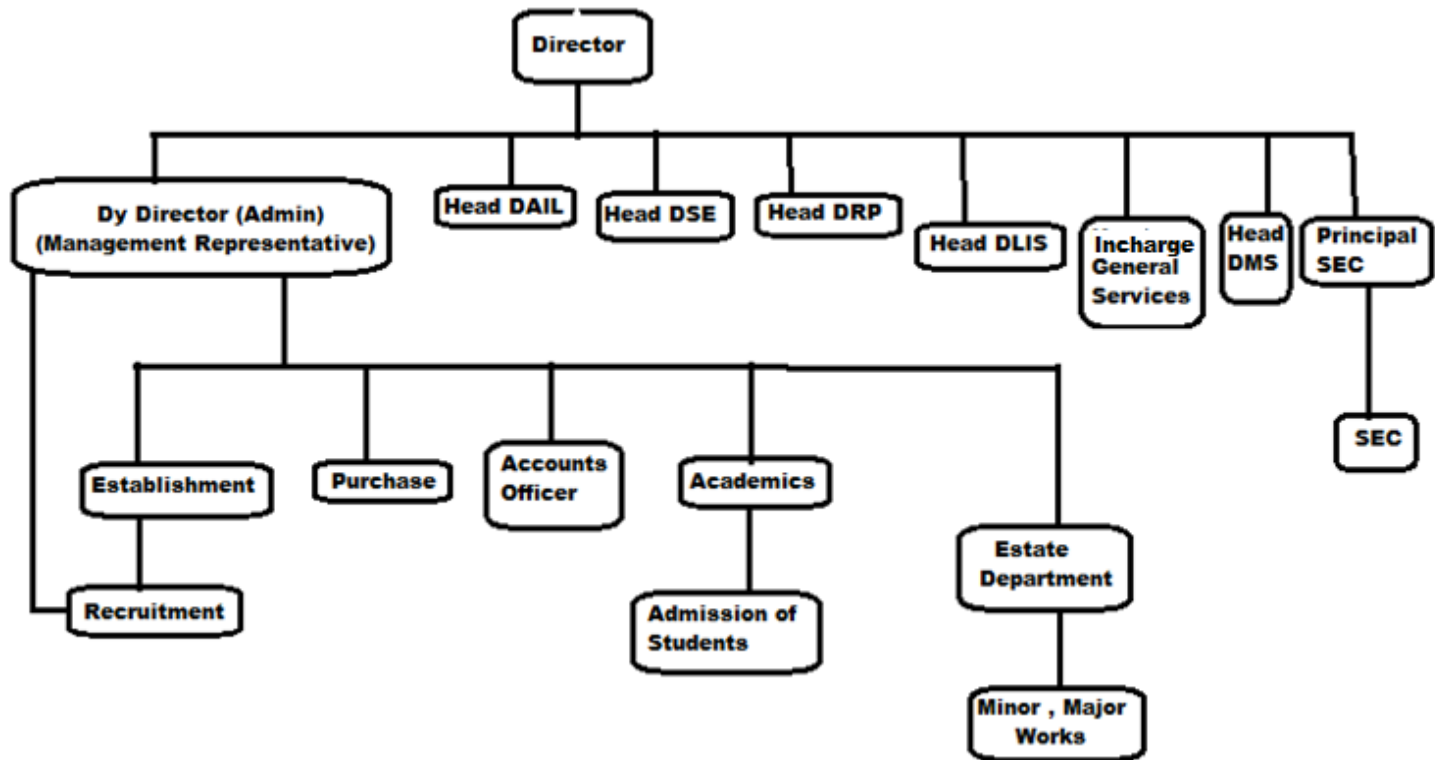 Director
Dy Director (Admin)
(Management Representative)
Head DAIL
Head DSE
Head DRP
Head DLIS
Incharge
General
Services
Head
DMS
Principal
SEC
SEC
Establishment
Purchase
Accounts
Officer
Academics
Estate
Department
Recruitment
Admission of
Students
Minor , Major
Works